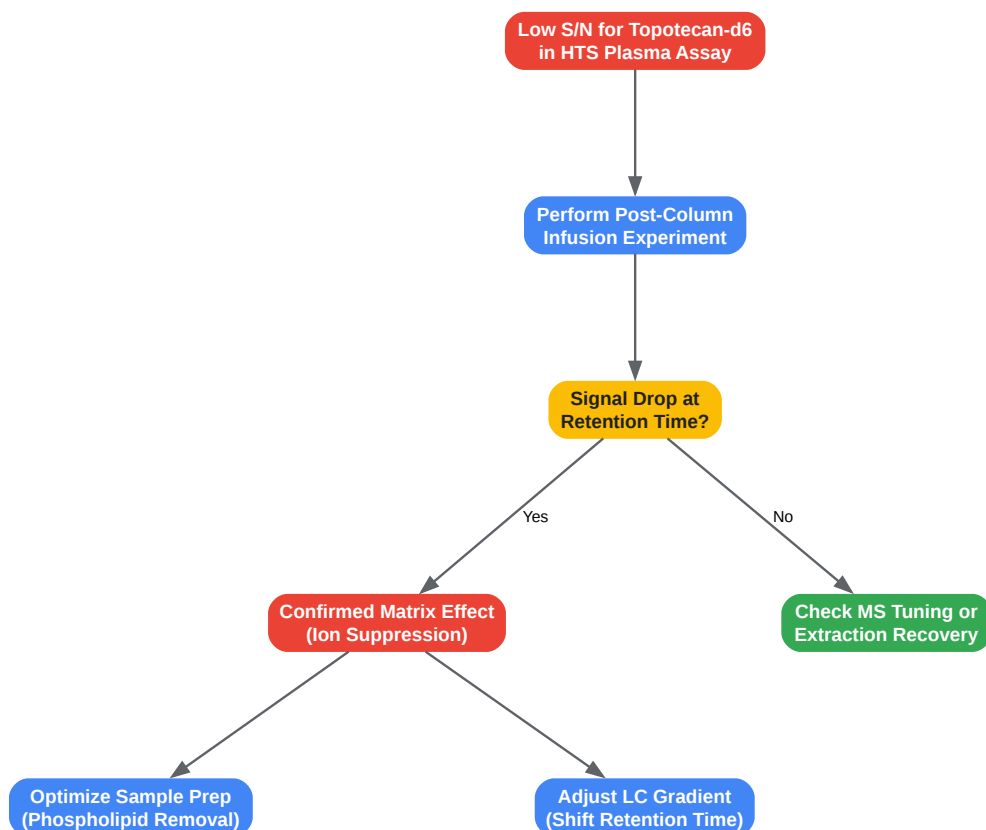 Low S/N for Topotecan-d6
in HTS Plasma Assay
Perform Post-Column
Infusion Experiment
Signal Drop at
Retention Time?
Yes
No
Confirmed Matrix Effect
(Ion Suppression)
Check MS Tuning or
Extraction Recovery
Optimize Sample Prep
(Phospholipid Removal)
Adjust LC Gradient
(Shift Retention Time)